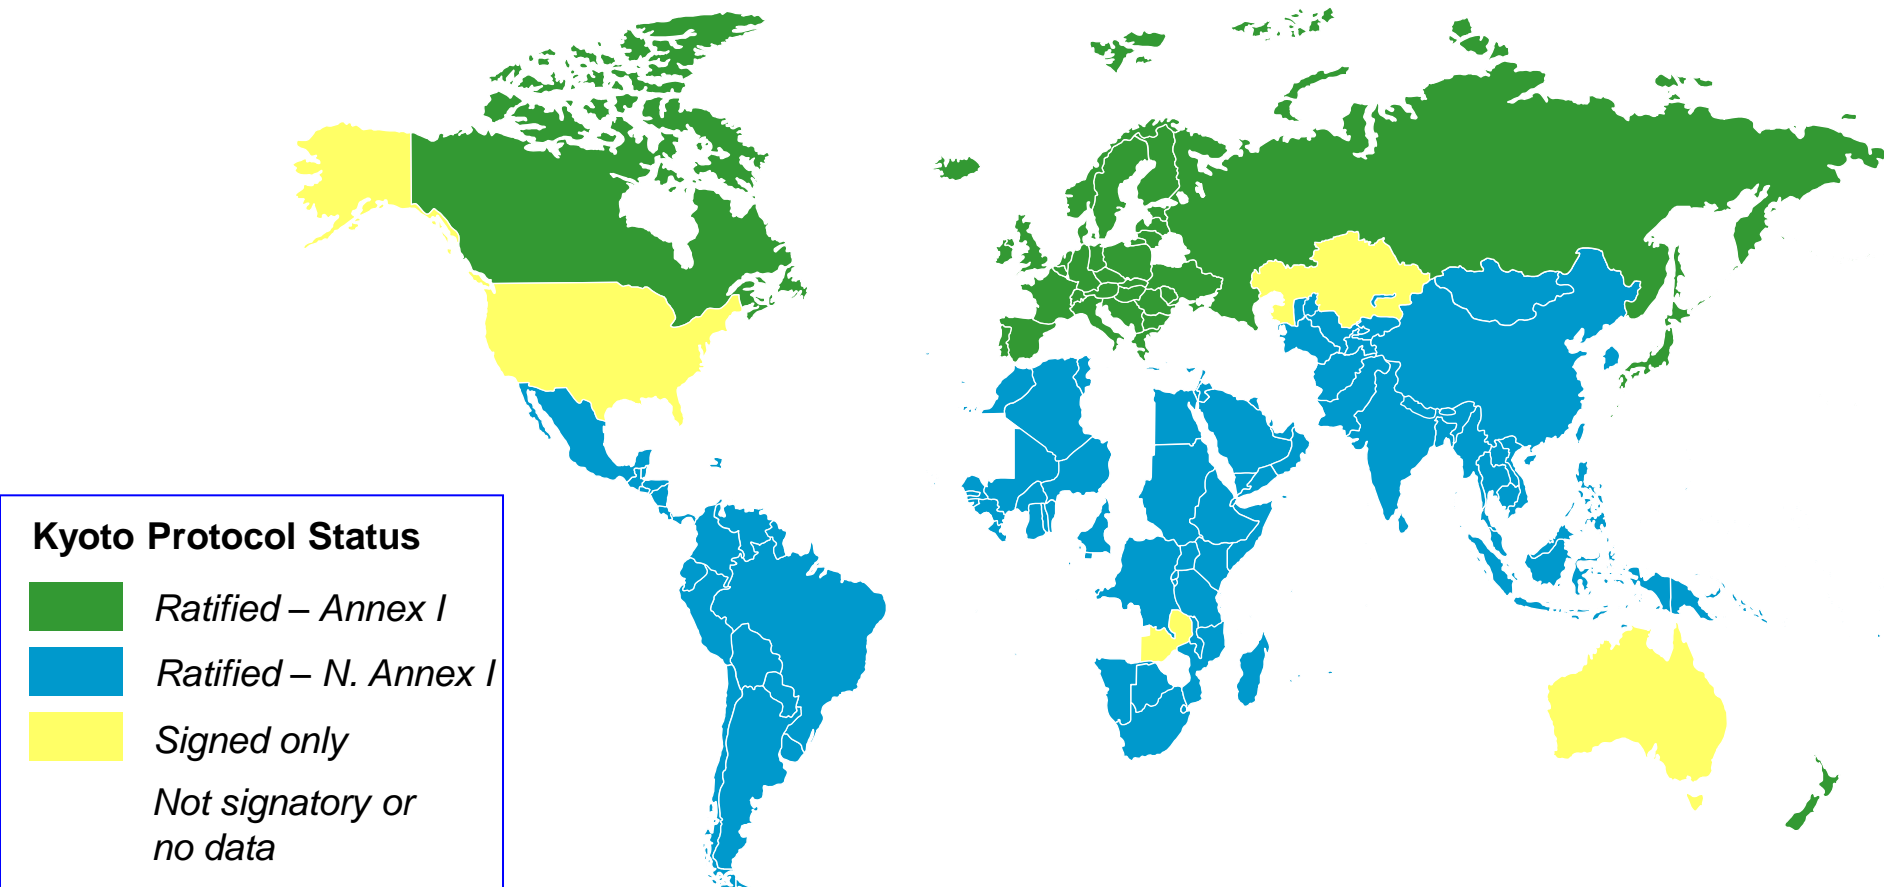 Kyoto Protocol Status
Ratified – Annex I
Ratified – N. Annex I
Signed only
Not signatory or
no data